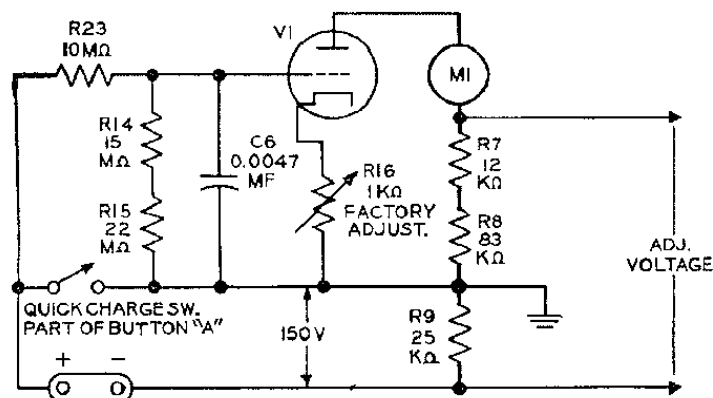 R23
10MΩ
V1
M1
R14
15
MΩ
C6
0.0047
MF
R7
12
KΩ
R16
1KΩ
FACTORY
ADJUST.
R15
22
MΩ
R8
83
KΩ
ADJ.
VOLTAGE
QUICK CHARGE SW.
PART OF BUTTON "A"
150V
R9
25
KΩ
+ −